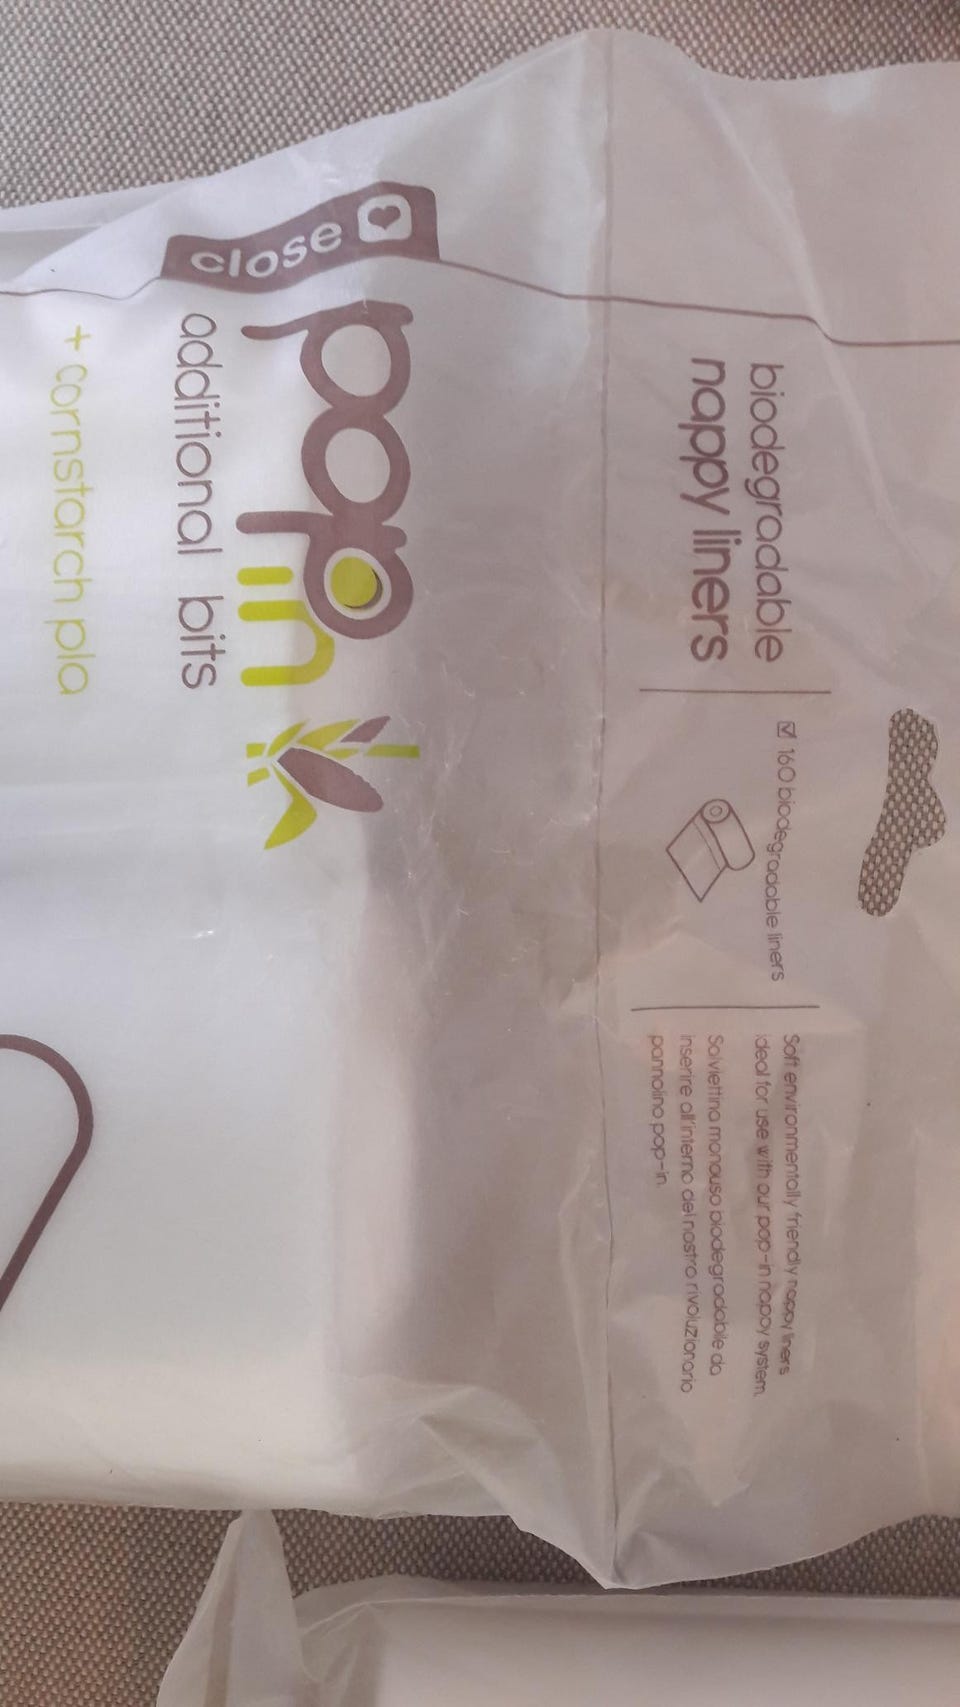 biodegradable
nappy liners
160 biodegradable liners
Soft environmentally friendly nappy liners
ideal for use with our pop-in nappy system.
Salviettina monouso biodegradabile da
inserire all'interno del nostro rivoluzionario
pannolino pop-in.
close
pop
in
additional bits
+ cornstarch pla